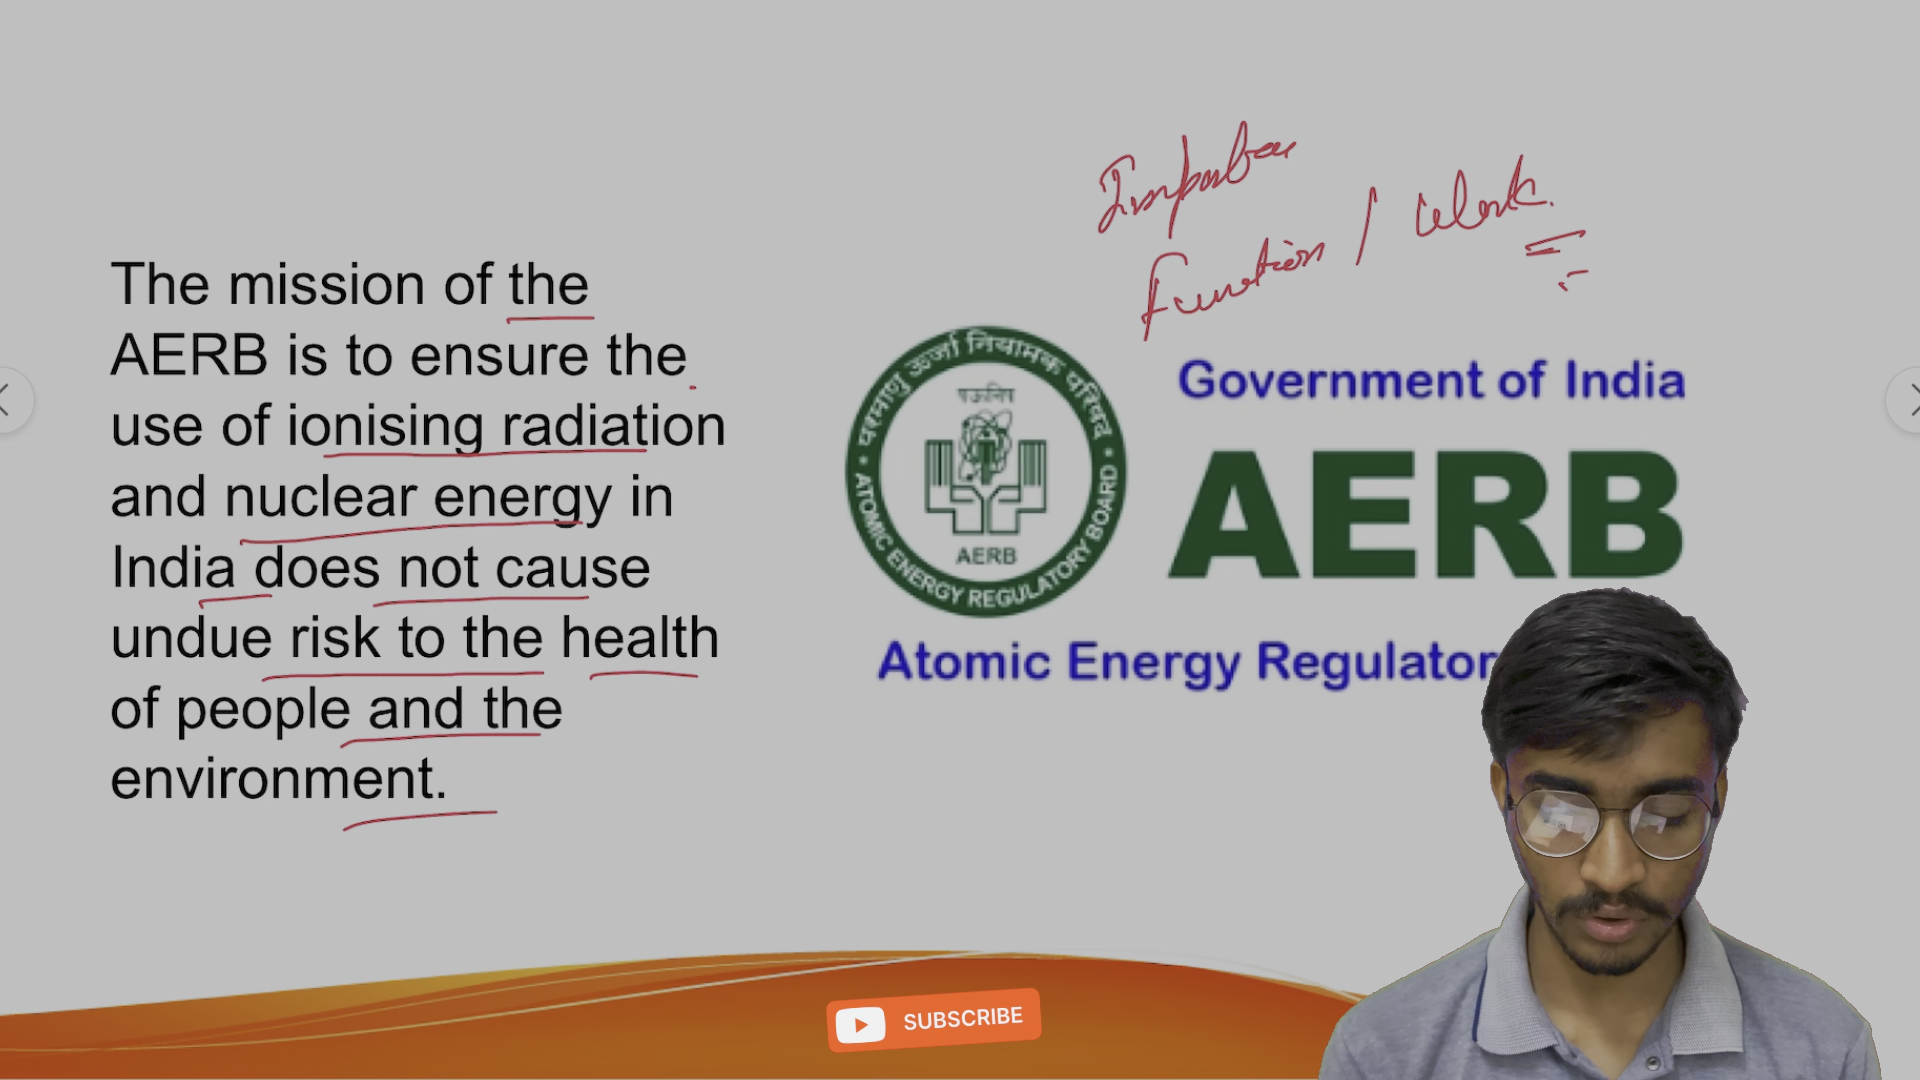 The mission of the
AERB is to ensure the
use of ionising radiation
and nuclear energy in
India does not cause
undue risk to the health
of people and the
environment.
Function / Work
परमाणु ऊर्जा नियामक परिषद
पऊनिप
AERB
ATOMIC ENERGY REGULATORY BOARD
Government of India
AERB
Atomic Energy Regulator
SUBSCRIBE